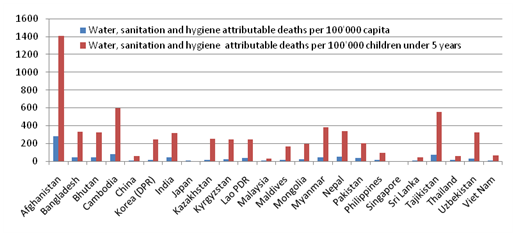 Water, sanitation and hygiene attributable deaths per 100'000 capita
Water, sanitation and hygiene attributable deaths per 100'000 children under 5 years
1600
1400
1200
1000
800
600
400
200
0
Afghanistan
Bangladesh
Bhutan
Cambodia
China
Korea (DPR)
India
Japan
Kazakhstan
Kyrgyzstan
Lao PDR
Malaysia
Maldives
Mongolia
Myanmar
Nepal
Pakistan
Philippines
Singapore
Sri Lanka
Tajikistan
Thailand
Uzbekistan
Viet Nam